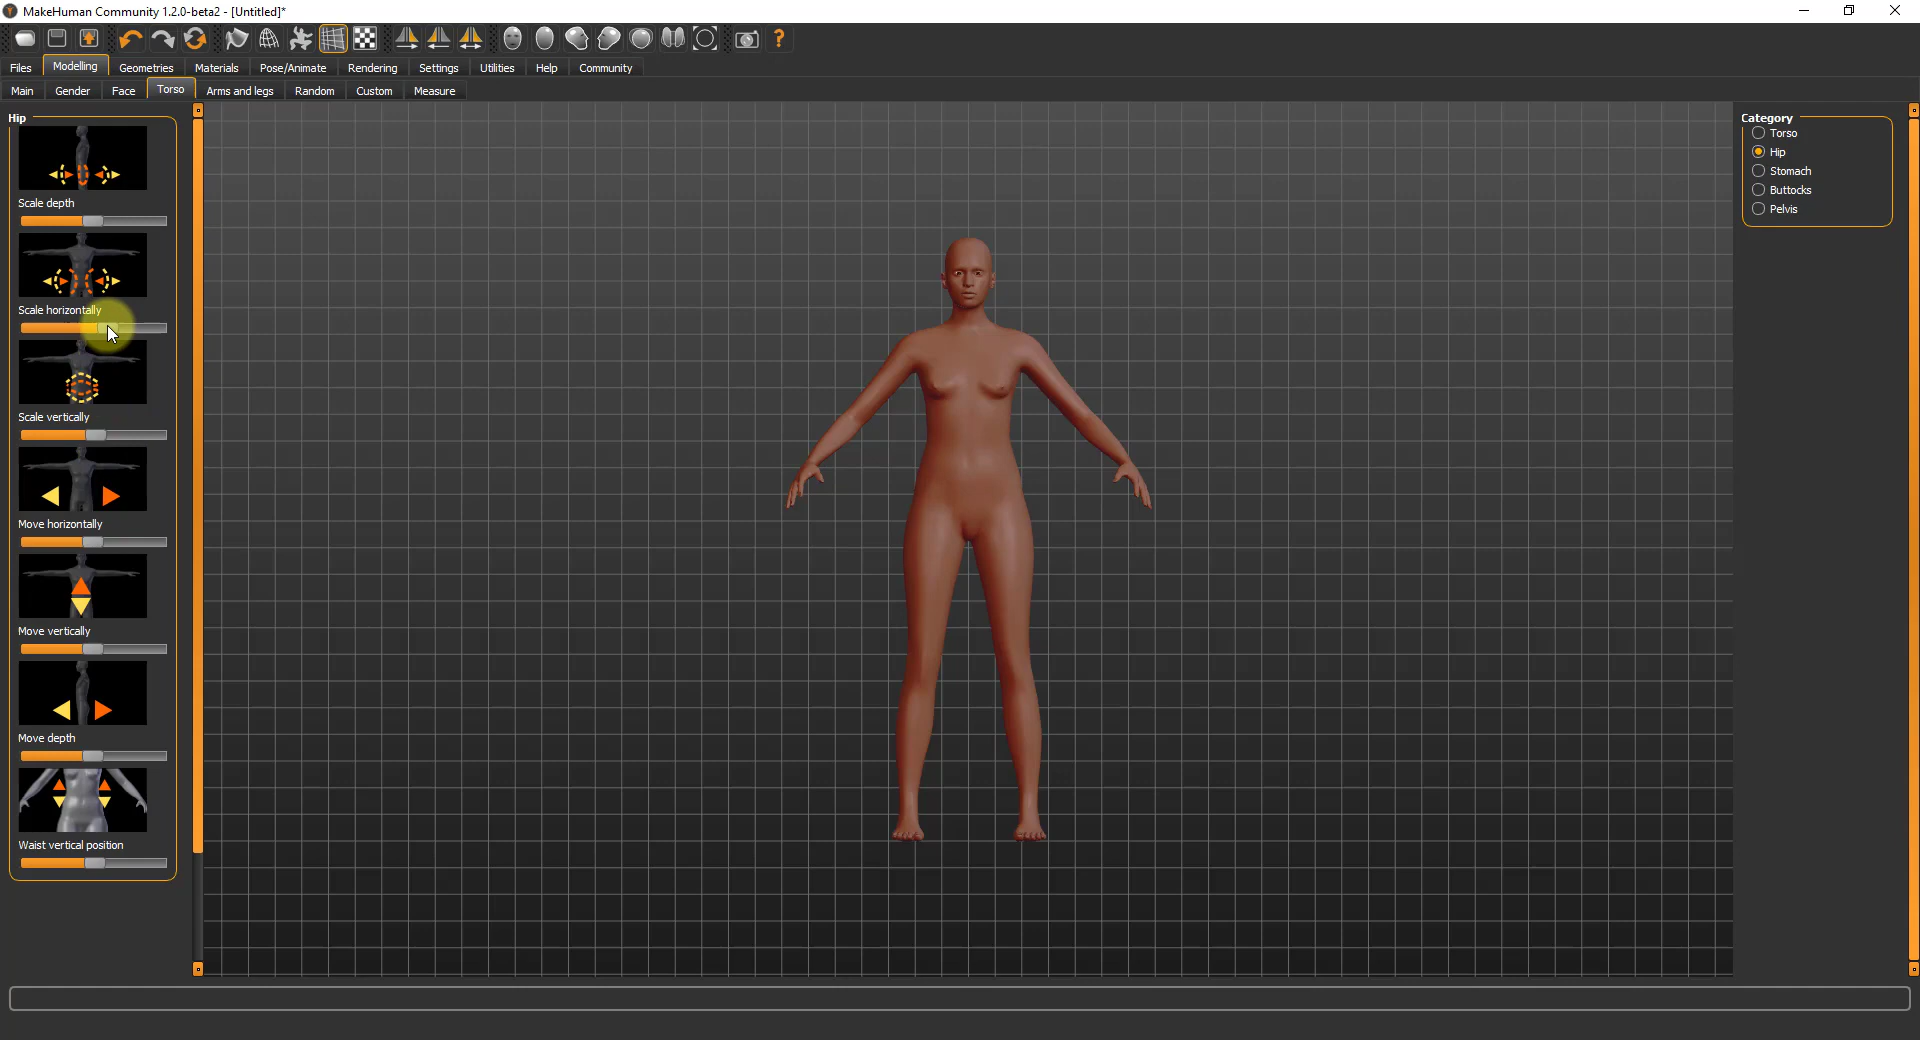 MakeHuman Community 1.2.0-beta2 - [Untitled]*
Files Modelling Geometries Materials Pose/Animate Rendering Settings Utilities Help Community
Main Gender Face Torso Arms and legs Random Custom Measure
Hip
Scale depth
Scale horizontally
Scale vertically
Move horizontally
Move vertically
Move depth
Waist vertical position
Category
Torso
Hip
Stomach
Buttocks
Pelvis